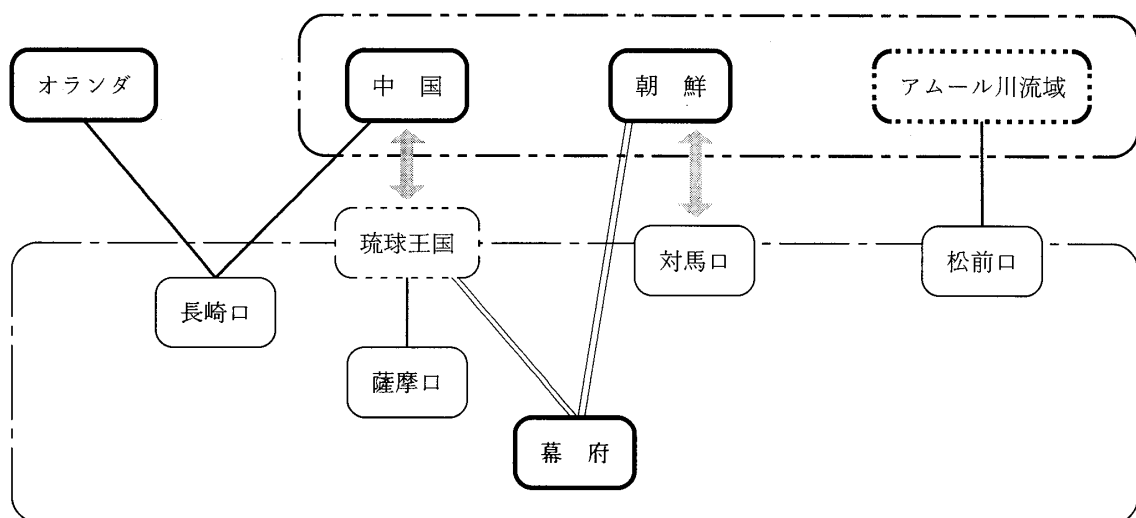 オランダ
中国
朝鮮
アムール川流域
琉球王国
対馬口
松前口
長崎口
薩摩口
幕府